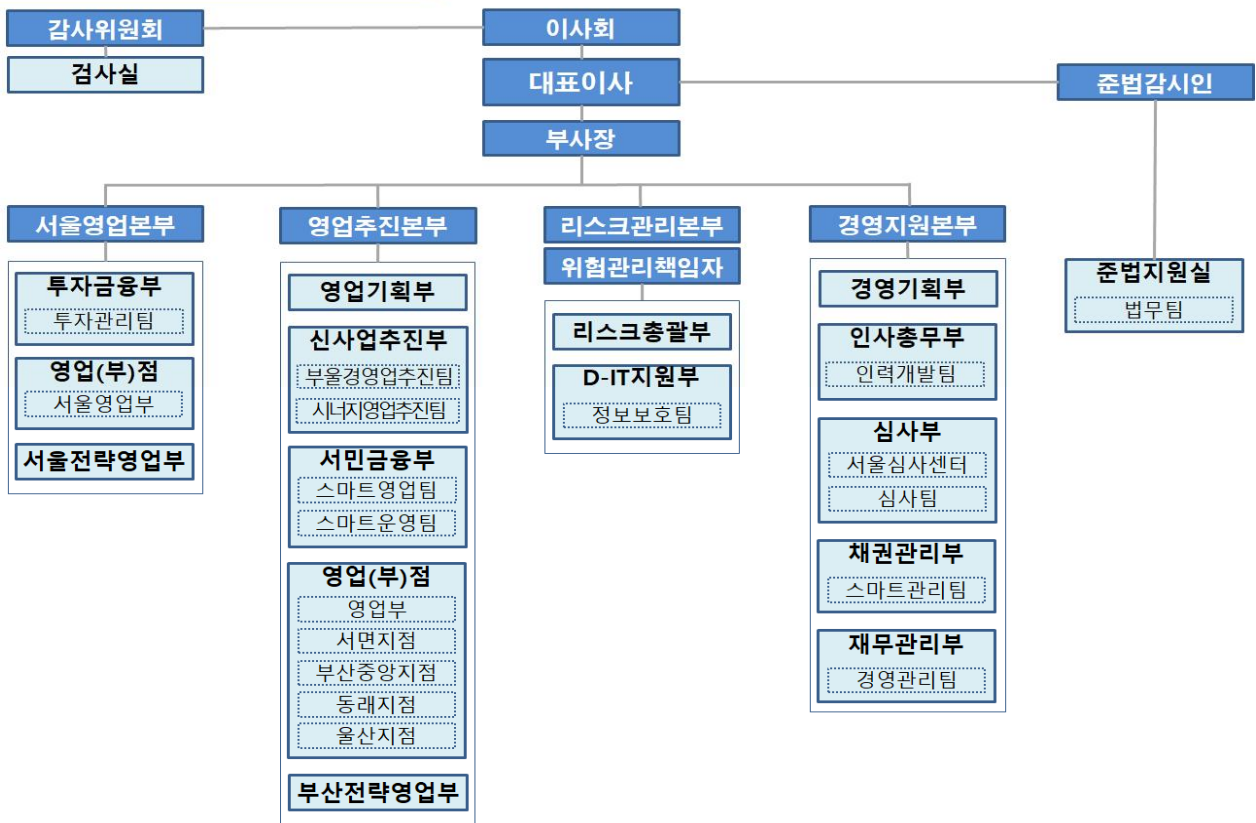 감사위원회
이사회
검사실
대표이사
준법감시인
부사장
서울영업본부
투자금융부
투자관리팀
영업(부)점
서울영업부
서울전략영업부
영업추진본부
영업기획부
신사업추진부
부울경영업추진팀
시너지영업추진팀
서민금융부
스마트영업팀
스마트운영팀
영업(부)점
영업부
서면지점
부산중앙지점
동래지점
울산지점
부산전략영업부
리스크관리본부
위험관리책임자
리스크총괄부
D-IT지원부
정보보호팀
경영지원본부
경영기획부
인사총무부
인력개발팀
심사부
서울심사센터
심사팀
채권관리부
스마트관리팀
재무관리부
경영관리팀
준법지원실
법무팀